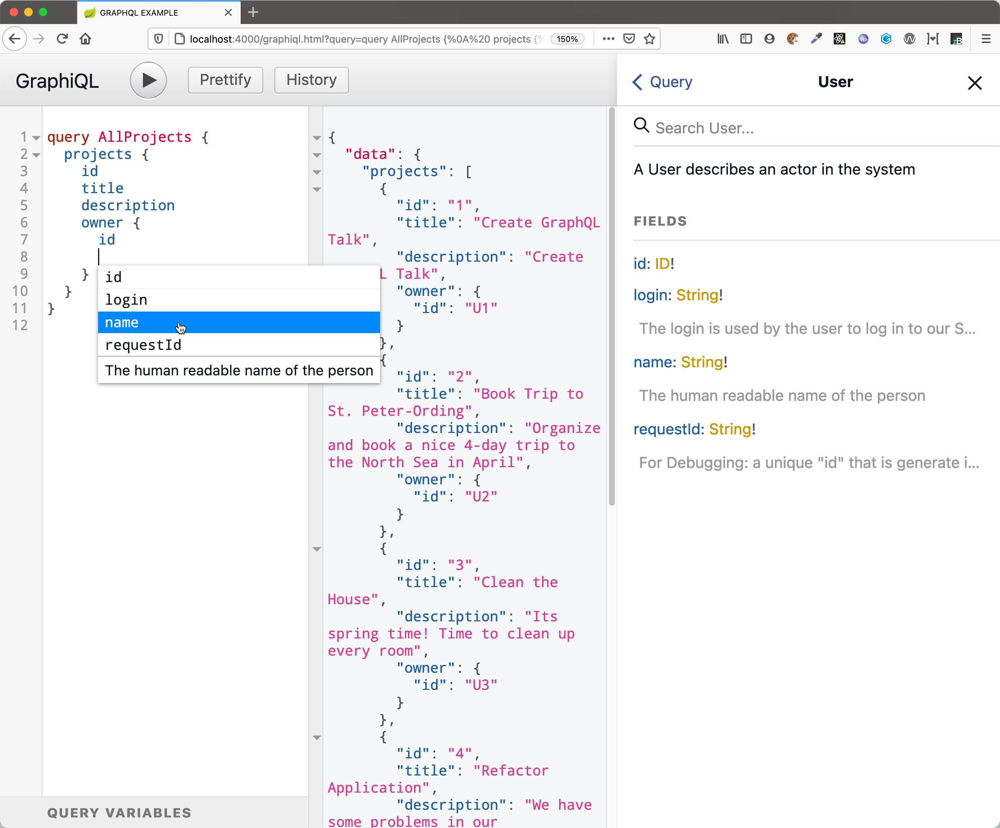 GRAPHQL EXAMPLE
localhost:4000/graphiql.html?query=query AllProjects {%0A%20 projects {%
150%
GraphiQL
Prettify
History
1 query AllProjects {
2 projects {
3 id
4 title
5 description
6 owner {
7 id
8
9 }
10 }
11 }
12
id
login
name
requestId
The human readable name of the person
QUERY VARIABLES
{
"data": {
"projects": [
{
"id": "1",
"title": "Create GraphQL
Talk",
"description": "Create
L Talk",
"owner": {
"id": "U1"
}
},
{
"id": "2",
"title": "Book Trip to
St. Peter-Ording",
"description": "Organize
and book a nice 4-day trip to
the North Sea in April",
"owner": {
"id": "U2"
}
},
{
"id": "3",
"title": "Clean the
House",
"description": "Its
spring time! Time to clean up
every room",
"owner": {
"id": "U3"
}
},
{
"id": "4",
"title": "Refactor
Application",
"description": "We have
some problems in our
Query
User
Search User...
A User describes an actor in the system
FIELDS
id: ID!
login: String!
The login is used by the user to log in to our S...
name: String!
The human readable name of the person
requestId: String!
For Debugging: a unique "id" that is generate i...